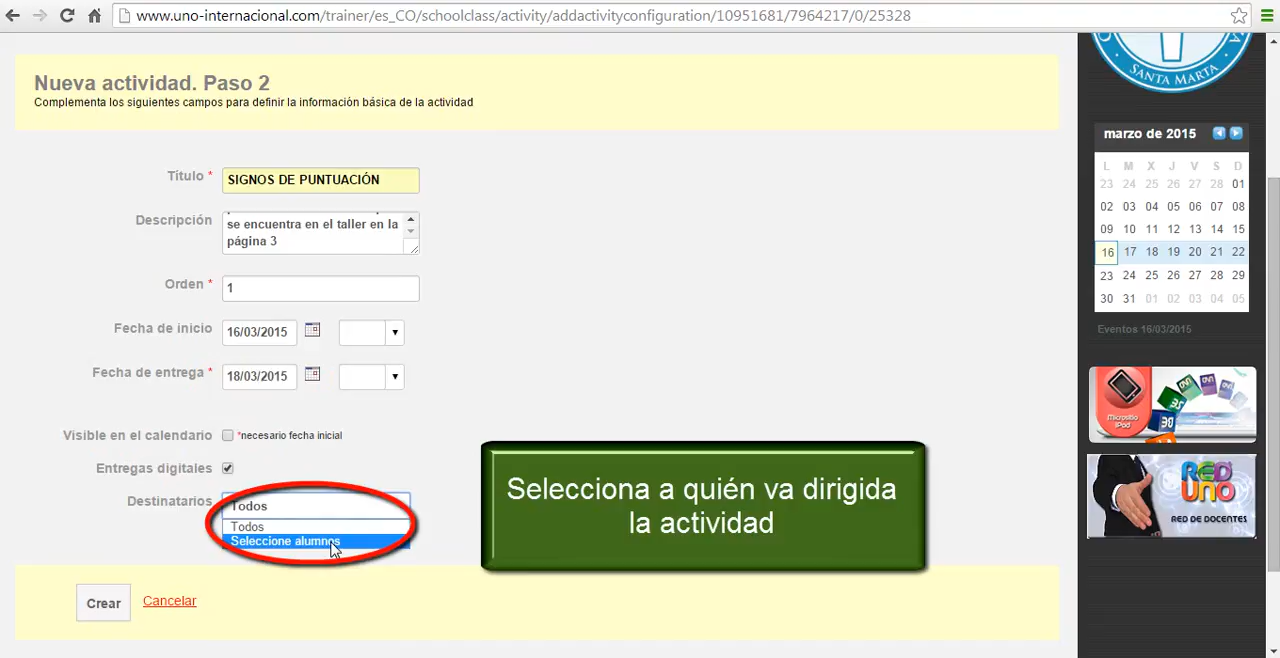 www.uno-internacional.com/trainer/es_CO/schoolclass/activity/addactivityconfiguration/10951681/7964217/0/25328
Nueva actividad. Paso 2
Complementa los siguientes campos para definir la información básica de la actividad
Título *
SIGNOS DE PUNTUACIÓN
Descripción
se encuentra en el taller en la
página 3
Orden *
1
Fecha de inicio
16/03/2015
Fecha de entrega *
18/03/2015
Visible en el calendario
*necesario fecha inicial
Entregas digitales
Destinatarios
Todos
Todos
Seleccione alumnos
Selecciona a quién va dirigida
la actividad
Crear
Cancelar
SANTA MARTA
marzo de 2015
L M X J V S D
23 24 25 26 27 28 01
02 03 04 05 06 07 08
09 10 11 12 13 14 15
16 17 18 19 20 21 22
23 24 25 26 27 28 29
30 31 01 02 03 04 05
Eventos 16/03/2015
Micrositio
iPod
RED
UNO
RED DE DOCENTES